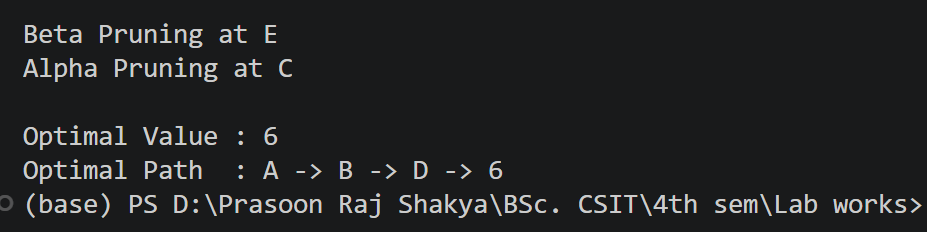 Beta Pruning at E
Alpha Pruning at C
Optimal Value : 6
Optimal Path  : A -> B -> D -> 6
(base) PS D:\Prasoon Raj Shakya\BSc. CSIT\4th sem\Lab works>